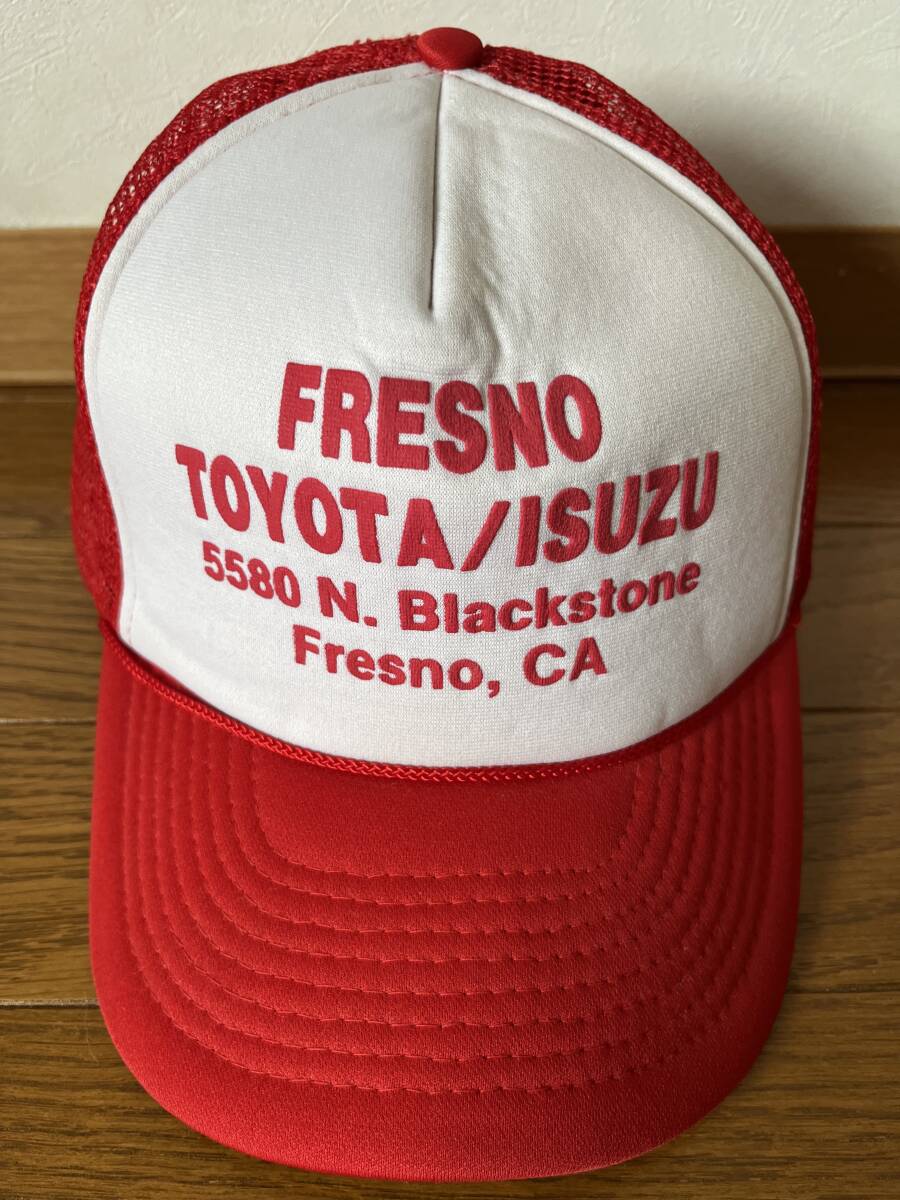 FRESNO
TOYOTA/ISUZU
5580 N. Blackstone
Fresno, CA